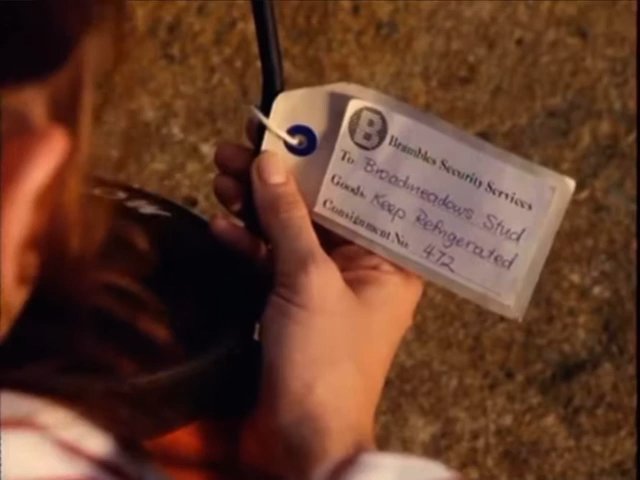 B
Brambles Security Services
To Broadmeadows Stud
Goods Keep Refrigerated
Consignment No. 472